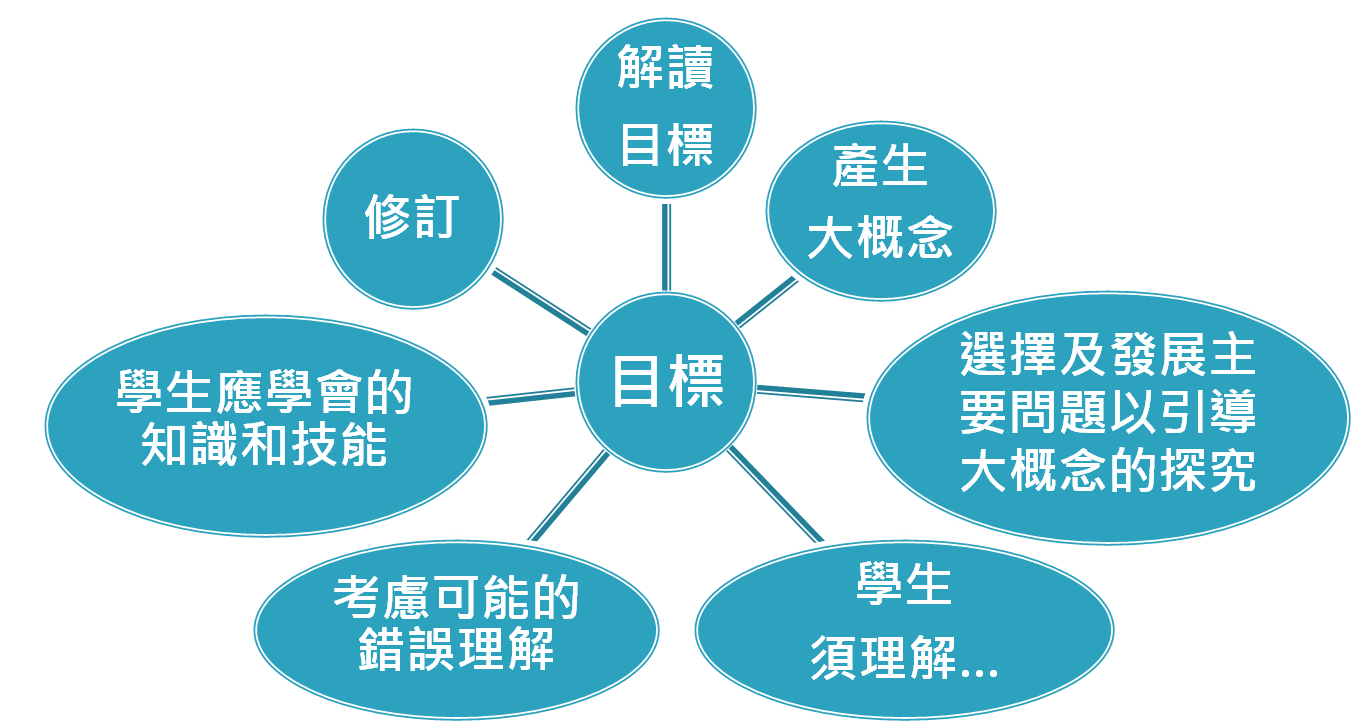 解讀
目標
產生
大概念
選擇及發展主
要問題以引導
大概念的探究
學生
須理解...
考慮可能的
錯誤理解
學生應學會的
知識和技能
修訂
目標